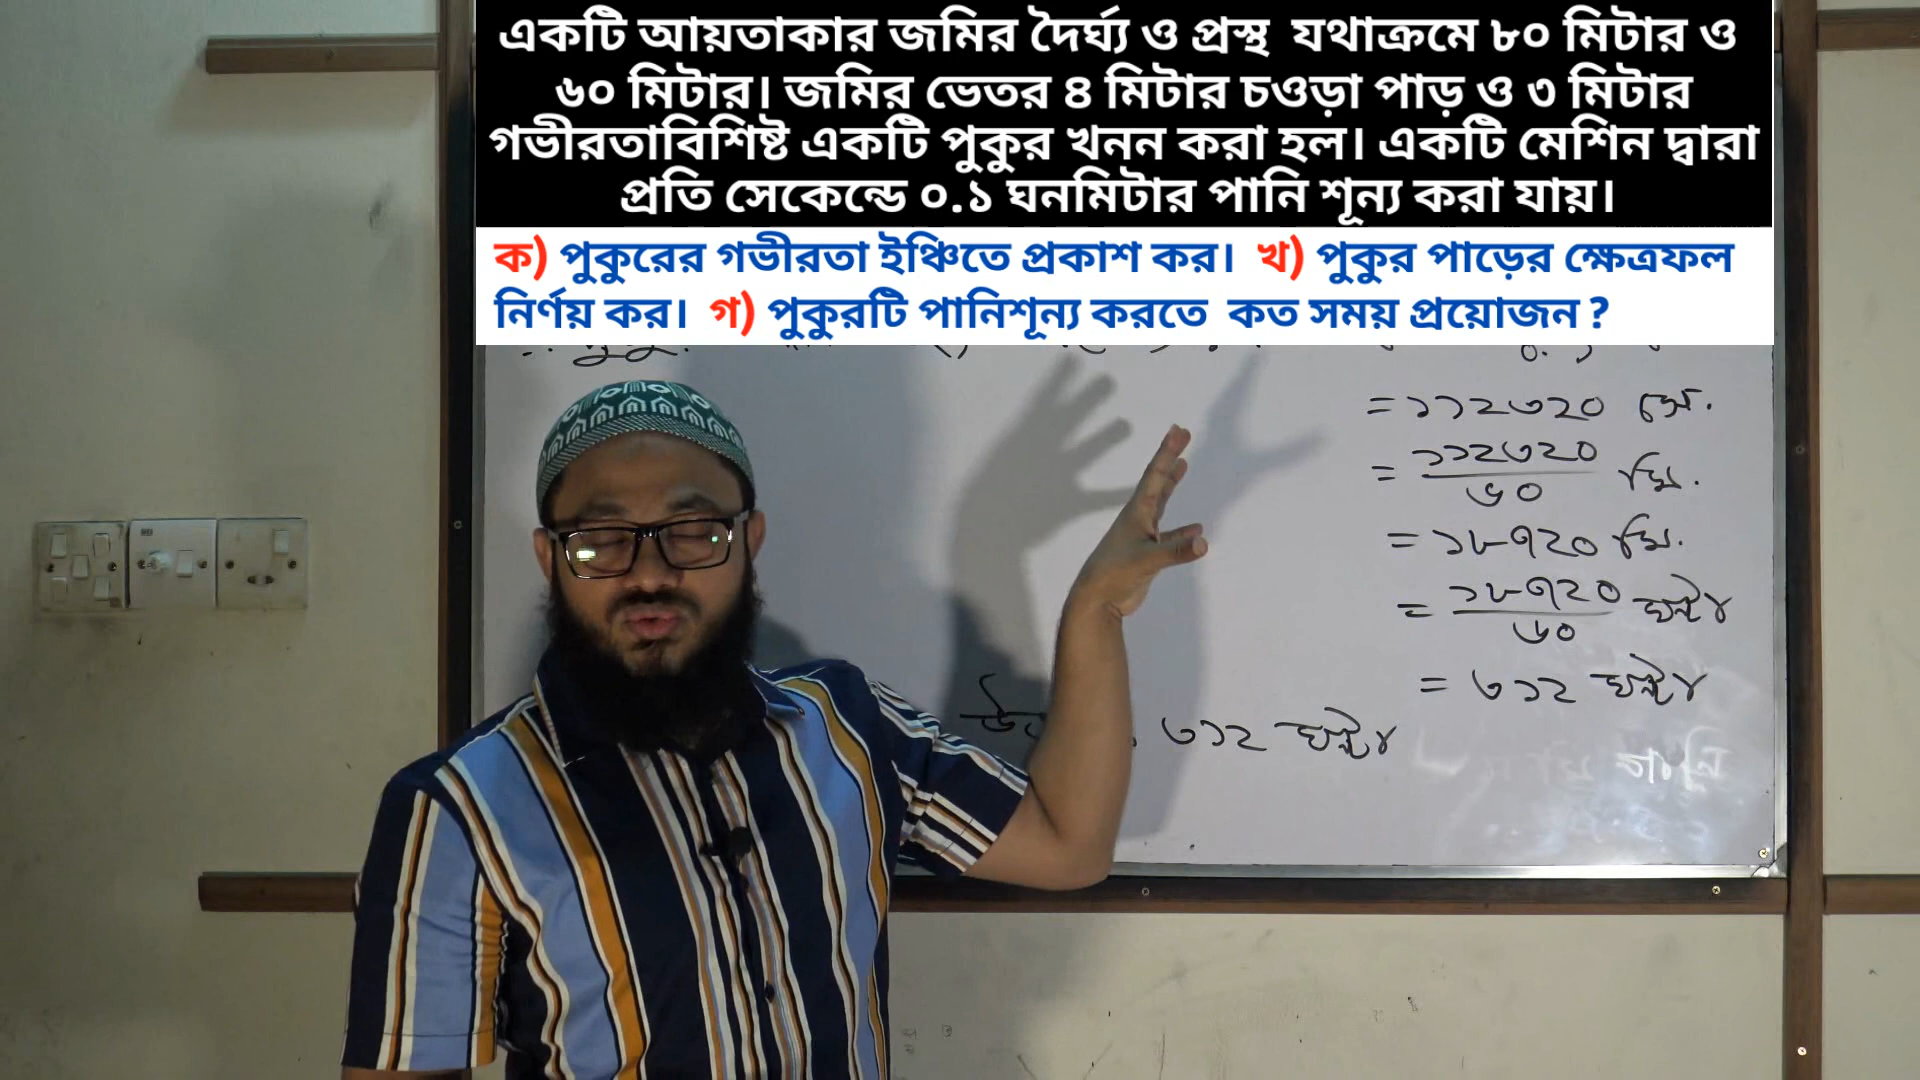 একটি আয়তাকার জমির দৈর্ঘ্য ও প্রস্থ যথাক্রমে ৮০ মিটার ও
৬০ মিটার। জমির ভেতর ৪ মিটার চওড়া পাড় ও ৩ মিটার
গভীরতাবিশিষ্ট একটি পুকুর খনন করা হল। একটি মেশিন দ্বারা
প্রতি সেকেন্ডে ০.১ ঘনমিটার পানি শূন্য করা যায়।
ক) পুকুরের গভীরতা ইঞ্চিতে প্রকাশ কর। খ) পুকুর পাড়ের ক্ষেত্রফল
নির্ণয় কর। গ) পুকুরটি পানিশূন্য করতে কত সময় প্রয়োজন ?
= ১১২৩২০ সে.
= ১১২৩২০
৬০ মি.
= ১৮৭২০ মি.
= ১৮৭২০
৬০ ঘন্টা
= ৩১২ ঘন্টা
৩১২ ঘন্টা